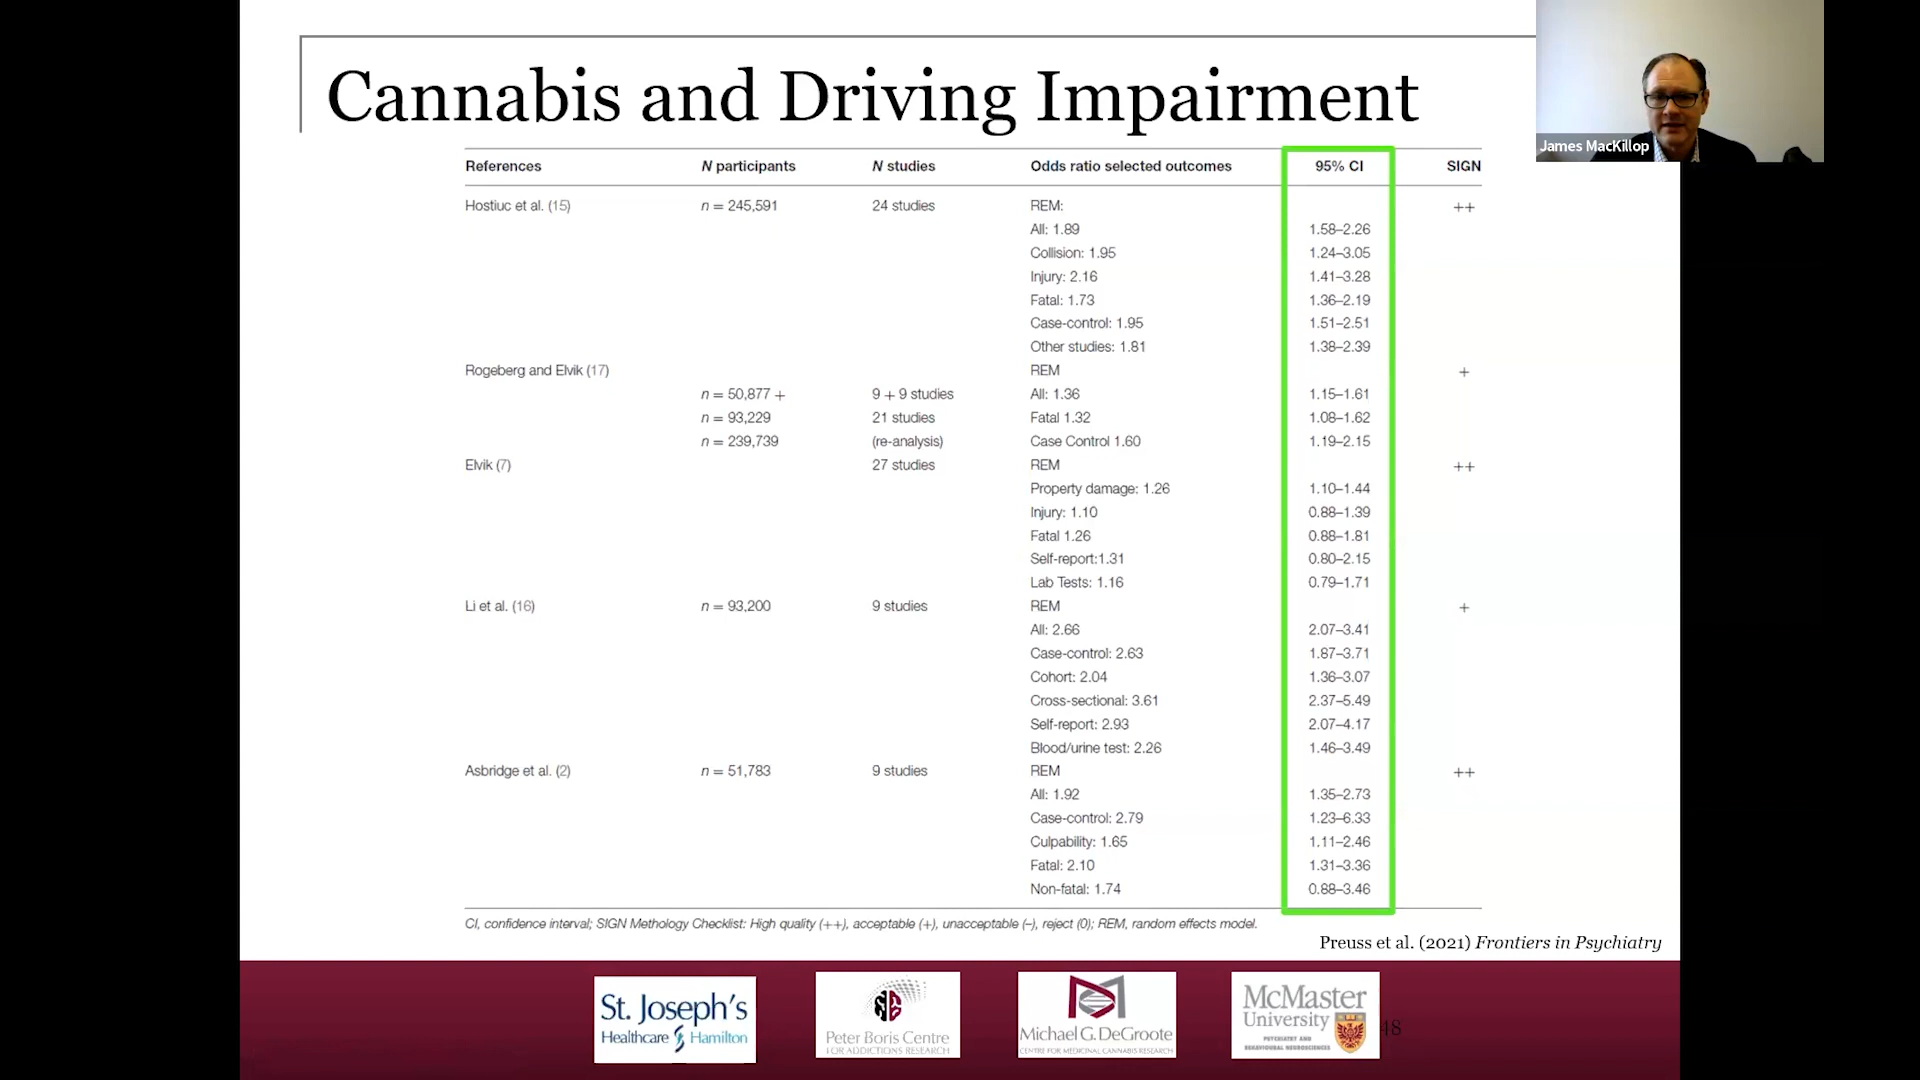 Cannabis and Driving Impairment
James MacKillop
References N participants N studies Odds ratio selected outcomes 95% CI SIGN
Hostiuc et al. (15) n = 245,591 24 studies REM: ++
All: 1.89 1.58–2.26
Collision: 1.95 1.24–3.05
Injury: 2.16 1.41–3.28
Fatal: 1.73 1.36–2.19
Case-control: 1.95 1.51–2.51
Other studies: 1.81 1.38–2.39
Rogeberg and Elvik (17) REM +
n = 50,877 + 9 + 9 studies All: 1.36 1.15–1.61
n = 93,229 21 studies Fatal 1.32 1.08–1.62
n = 239,739 (re-analysis) Case Control 1.60 1.19–2.15
Elvik (7) 27 studies REM ++
Property damage: 1.26 1.10–1.44
Injury: 1.10 0.88–1.39
Fatal 1.26 0.88–1.81
Self-report:1.31 0.80–2.15
Lab Tests: 1.16 0.79–1.71
Li et al. (16) n = 93,200 9 studies REM +
All: 2.66 2.07–3.41
Case-control: 2.63 1.87–3.71
Cohort: 2.04 1.36–3.07
Cross-sectional: 3.61 2.37–5.49
Self-report: 2.93 2.07–4.17
Blood/urine test: 2.26 1.46–3.49
Asbridge et al. (2) n = 51,783 9 studies REM ++
All: 1.92 1.35–2.73
Case-control: 2.79 1.23–6.33
Culpability: 1.65 1.11–2.46
Fatal: 2.10 1.31–3.36
Non-fatal: 1.74 0.88–3.46
CI, confidence interval; SIGN Methology Checklist: High quality (++), acceptable (+), unacceptable (–), reject (0); REM, random effects model.
Preuss et al. (2021) Frontiers in Psychiatry
St. Joseph's
Healthcare Hamilton
Peter Boris Centre
FOR ADDICTIONS RESEARCH
Michael G. DeGroote
CENTRE FOR MEDICINAL CANNABIS RESEARCH
McMaster
University
PSYCHIATRY AND
BEHAVIOURAL NEUROSCIENCES
48